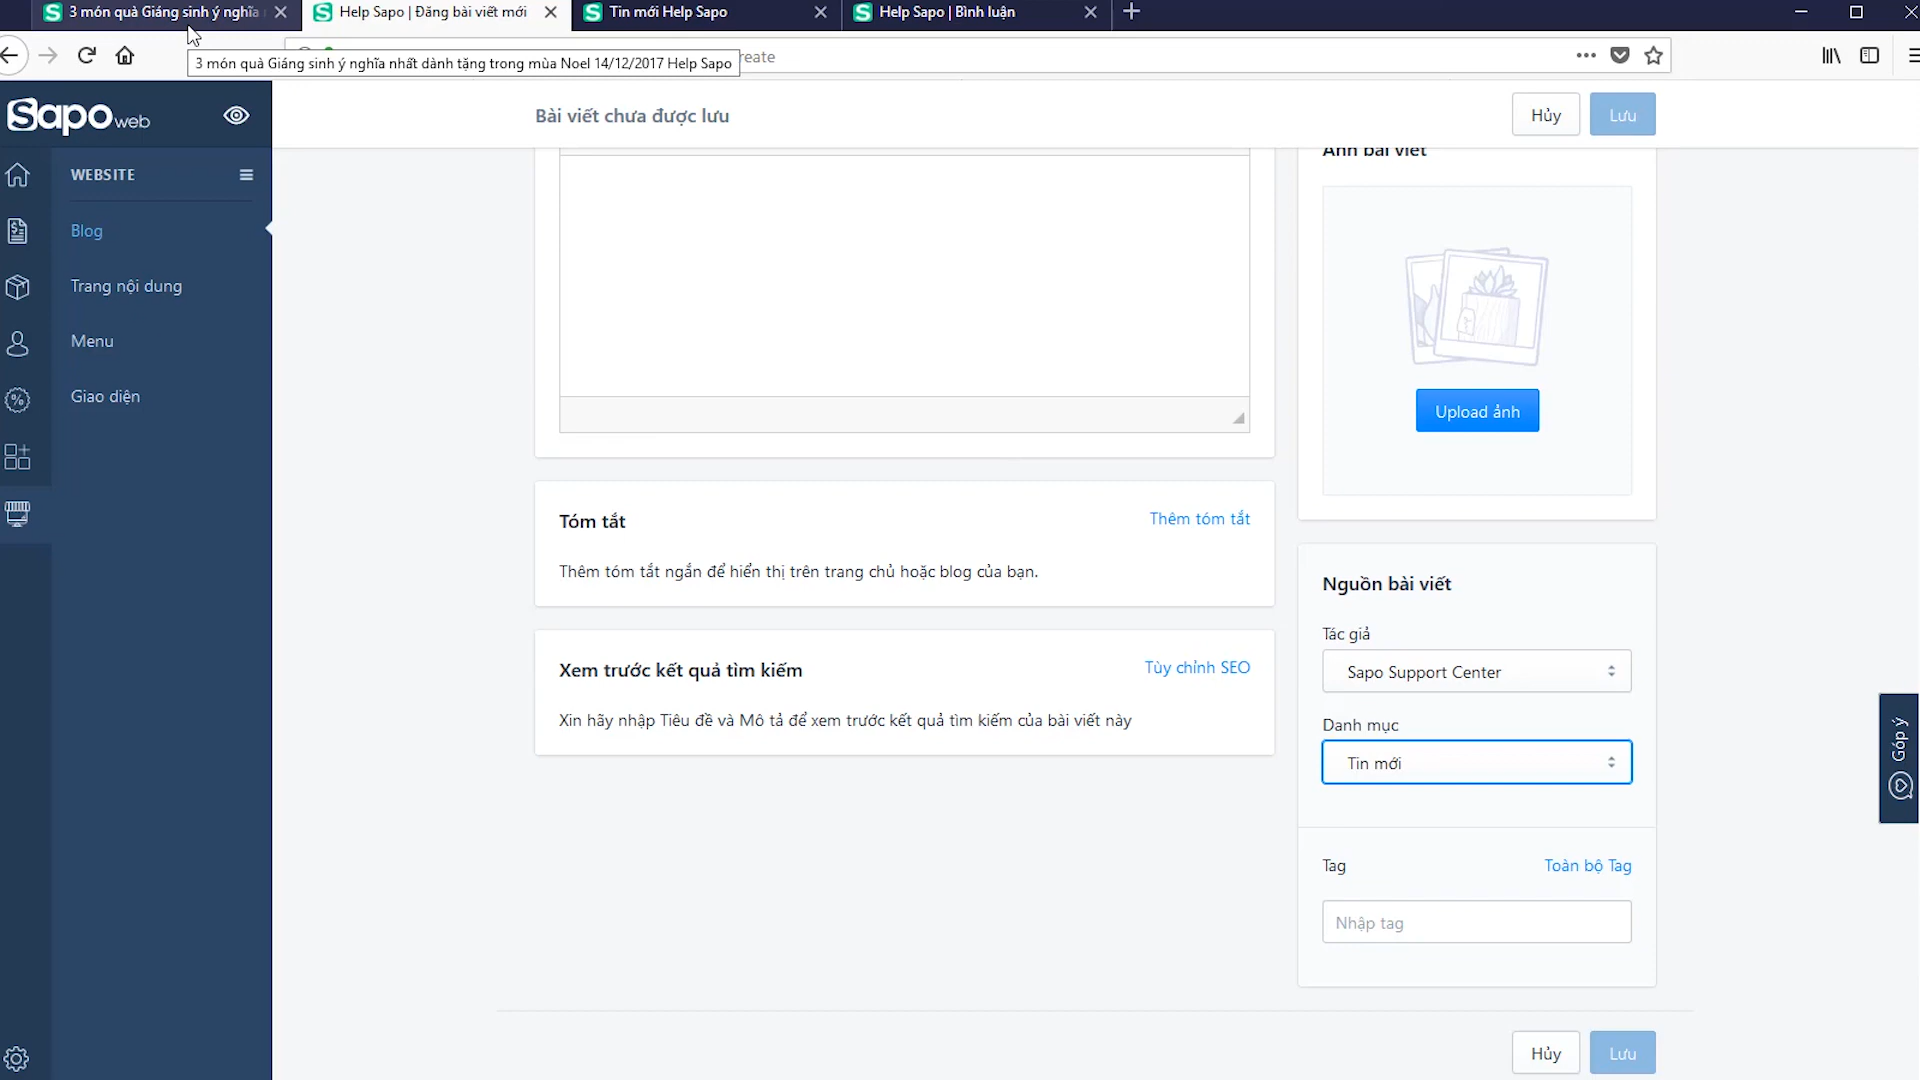 3 món quà Giáng sinh ý nghĩa
Help Sapo | Đăng bài viết mới
Tin mới Help Sapo
Help Sapo | Bình luận
3 món quà Giáng sinh ý nghĩa nhất dành tặng trong mùa Noel 14/12/2017 Help Sapo
reate
Sapo web
Bài viết chưa được lưu
Hủy
Lưu
WEBSITE
Blog
Trang nội dung
Menu
Giao diện
Ảnh bài viết
Upload ảnh
Tóm tắt
Thêm tóm tắt
Thêm tóm tắt ngắn để hiển thị trên trang chủ hoặc blog của bạn.
Xem trước kết quả tìm kiếm
Tùy chỉnh SEO
Xin hãy nhập Tiêu đề và Mô tả để xem trước kết quả tìm kiếm của bài viết này
Nguồn bài viết
Tác giả
Sapo Support Center
Danh mục
Tin mới
Tag
Toàn bộ Tag
Nhập tag
Góp ý
Hủy
Lưu